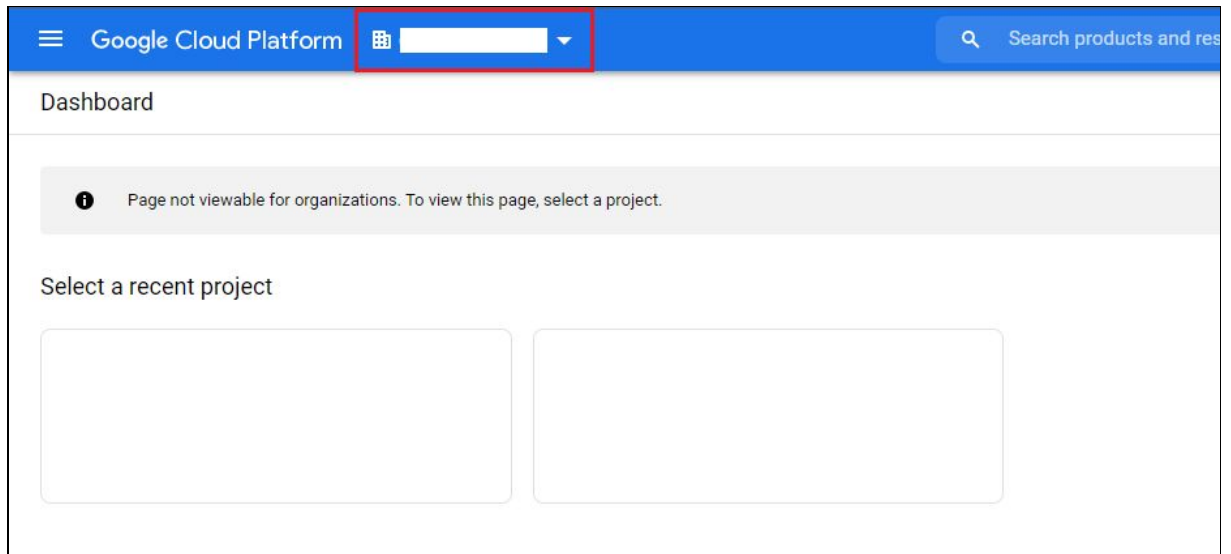 Google Cloud Platform
Search products and res
Dashboard
Page not viewable for organizations. To view this page, select a project.
Select a recent project